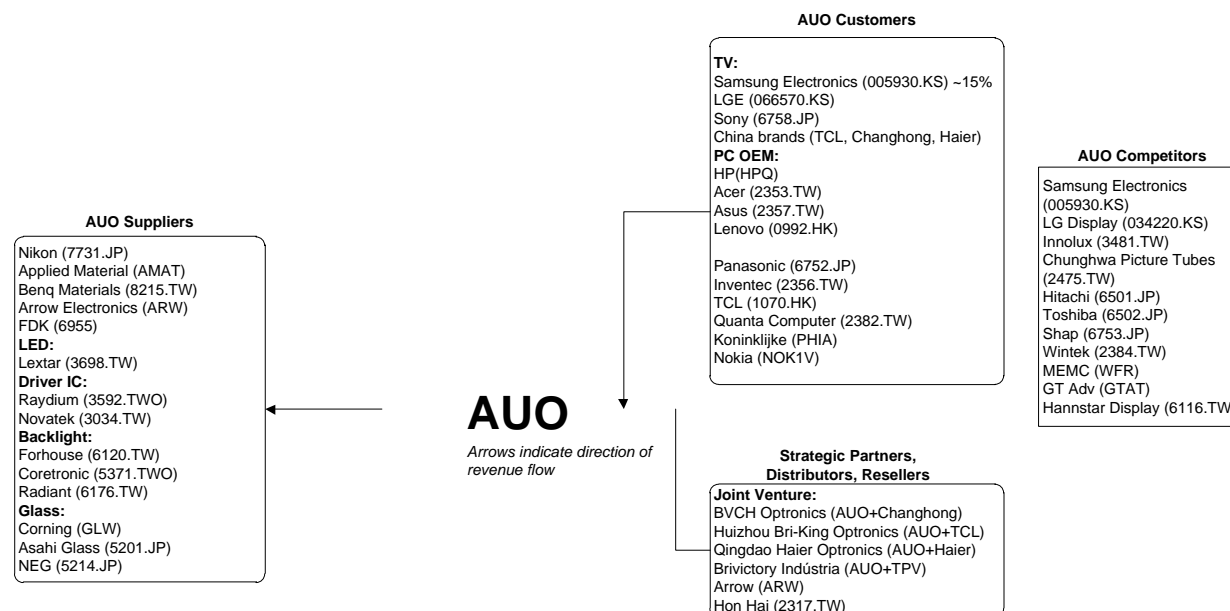 AUO Customers
TV:
Samsung Electronics (005930.KS) ~15%
LGE (066570.KS)
Sony (6758.JP)
China brands (TCL, Changhong, Haier)
PC OEM:
HP(HPQ)
Acer (2353.TW)
Asus (2357.TW)
Lenovo (0992.HK)
Panasonic (6752.JP)
Inventec (2356.TW)
TCL (1070.HK)
Quanta Computer (2382.TW)
Koninklijke (PHIA)
Nokia (NOK1V)
AUO Competitors
Samsung Electronics
(005930.KS)
LG Display (034220.KS)
Innolux (3481.TW)
Chunghwa Picture Tubes
(2475.TW)
Hitachi (6501.JP)
Toshiba (6502.JP)
Shap (6753.JP)
Wintek (2384.TW)
MEMC (WFR)
GT Adv (GTAT)
Hannstar Display (6116.TW
AUO Suppliers
Nikon (7731.JP)
Applied Material (AMAT)
Benq Materials (8215.TW)
Arrow Electronics (ARW)
FDK (6955)
LED:
Lextar (3698.TW)
Driver IC:
Raydium (3592.TWO)
Novatek (3034.TW)
Backlight:
Forhouse (6120.TW)
Coretronic (5371.TWO)
Radiant (6176.TW)
Glass:
Corning (GLW)
Asahi Glass (5201.JP)
NEG (5214.JP)
AUO
Arrows indicate direction of
revenue flow
Strategic Partners,
Distributors, Resellers
Joint Venture:
BVCH Optronics (AUO+Changhong)
Huizhou Bri-King Optronics (AUO+TCL)
Qingdao Haier Optronics (AUO+Haier)
Brivictory Indústria (AUO+TPV)
Arrow (ARW)
Hon Hai (2317.TW)